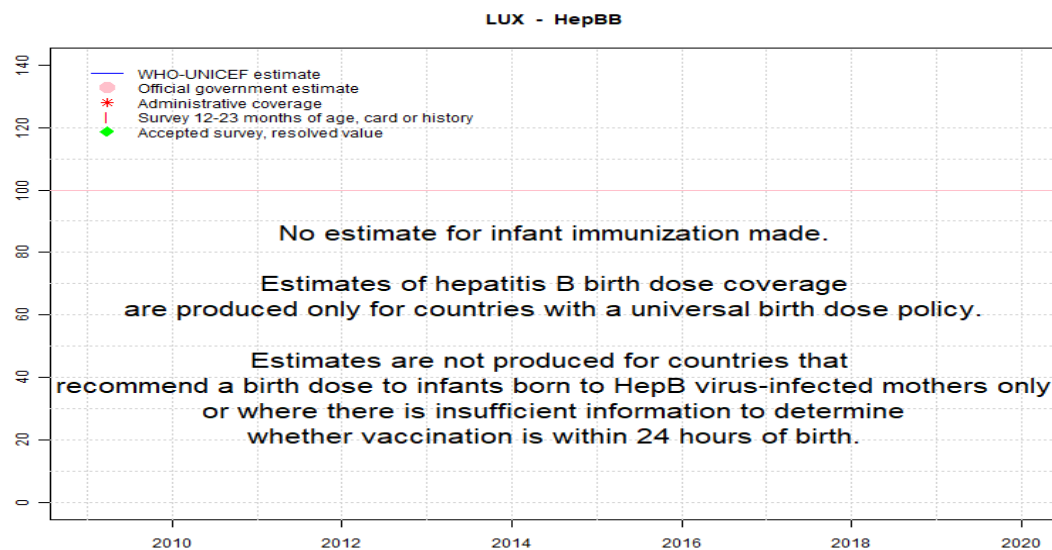 LUX - HepBB
140
120
100
80
60
40
20
0
WHO-UNICEF estimate
Official government estimate
Administrative coverage
Survey 12-23 months of age, card or history
Accepted survey, resolved value
No estimate for infant immunization made.
Estimates of hepatitis B birth dose coverage
are produced only for countries with a universal birth dose policy.
Estimates are not produced for countries that
recommend a birth dose to infants born to HepB virus-infected mothers only
or where there is insufficient information to determine
whether vaccination is within 24 hours of birth.
2010 2012 2014 2016 2018 2020